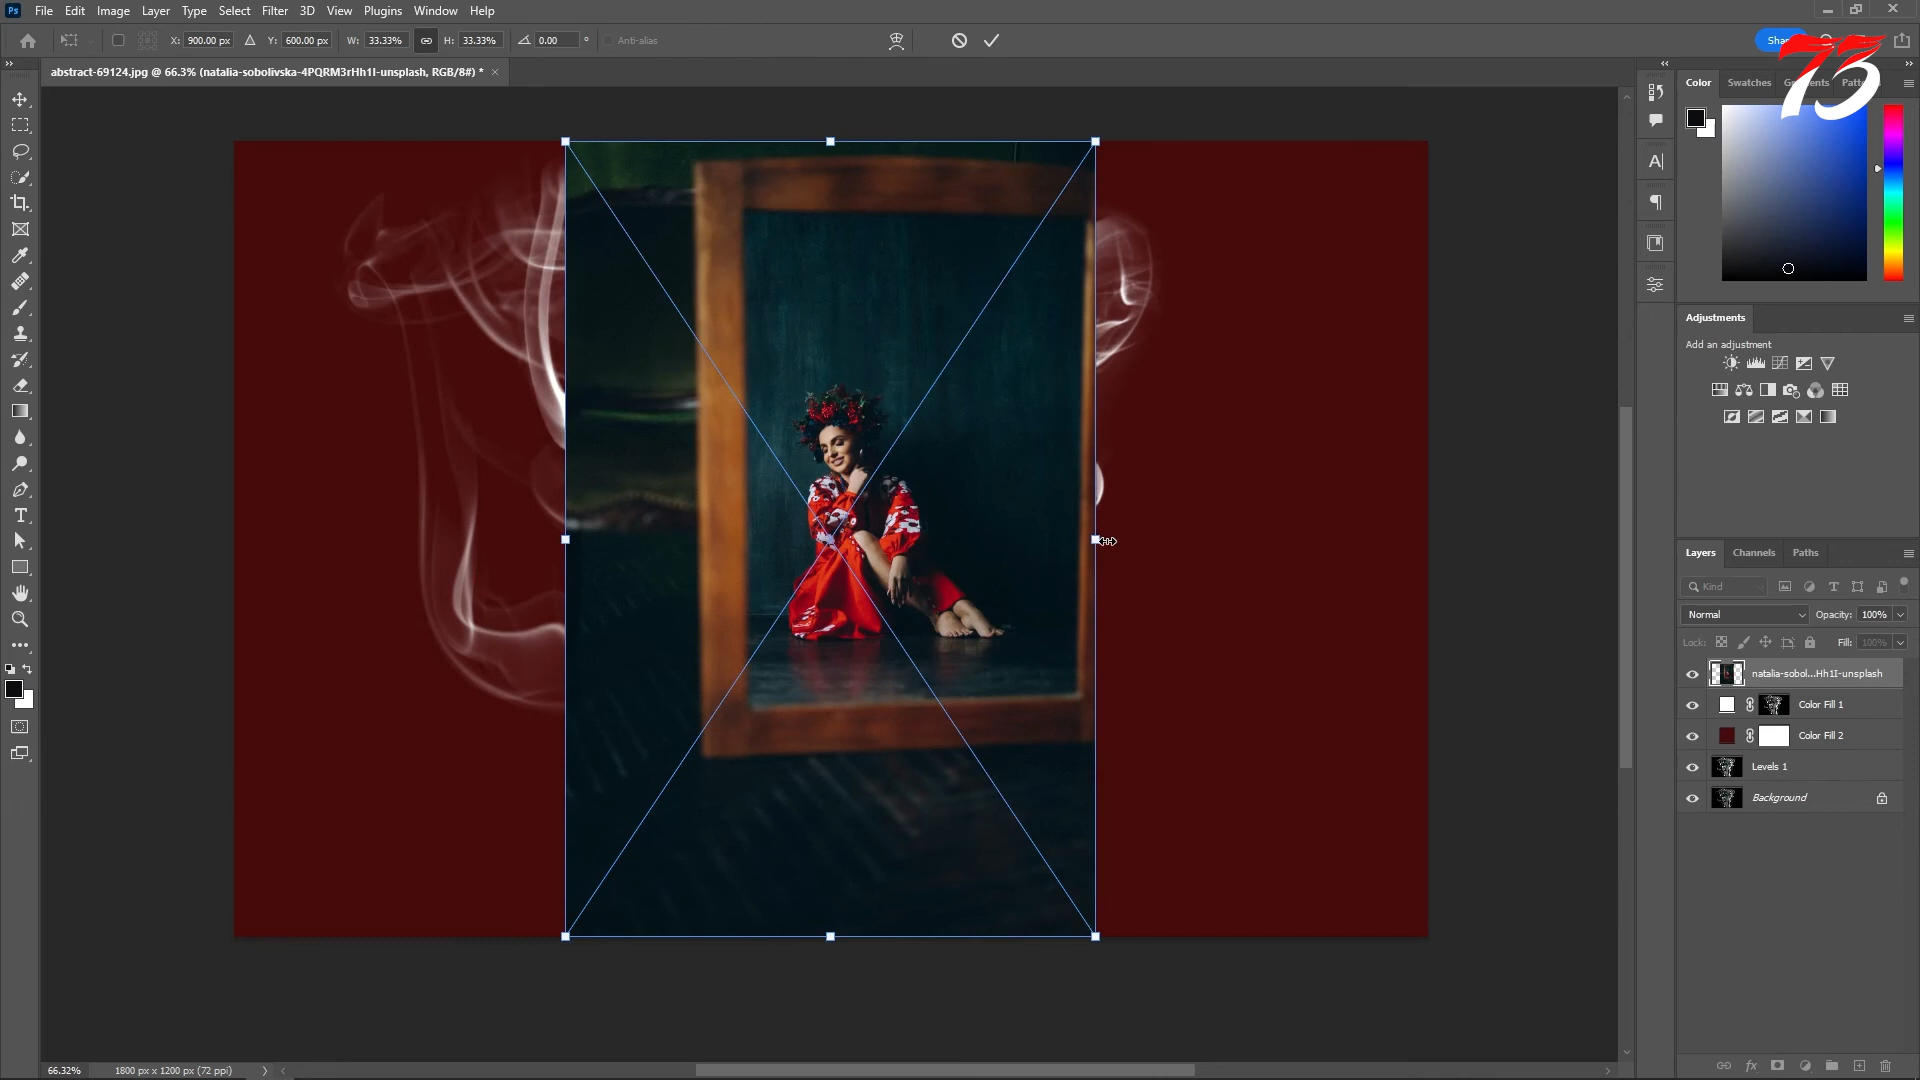 Ps File Edit Image Layer Type Select Filter 3D View Plugins Window Help
X: 900.00 px Y: 600.00 px W: 33.33% H: 33.33% 0.00 ° Anti-alias
abstract-69124.jpg @ 66.3% (natalia-sobolivska-4PQRM3rHh1I-unsplash, RGB/8#) * ×
73
Color Swatches
Adjustments
Add an adjustment
Layers Channels Paths
Kind
Normal Opacity: 100%
Lock: Fill: 100%
natalia-sobol...Hh1I-unsplash
Color Fill 1
Color Fill 2
Levels 1
Background
66.32% 1800 px x 1200 px (72 ppi)